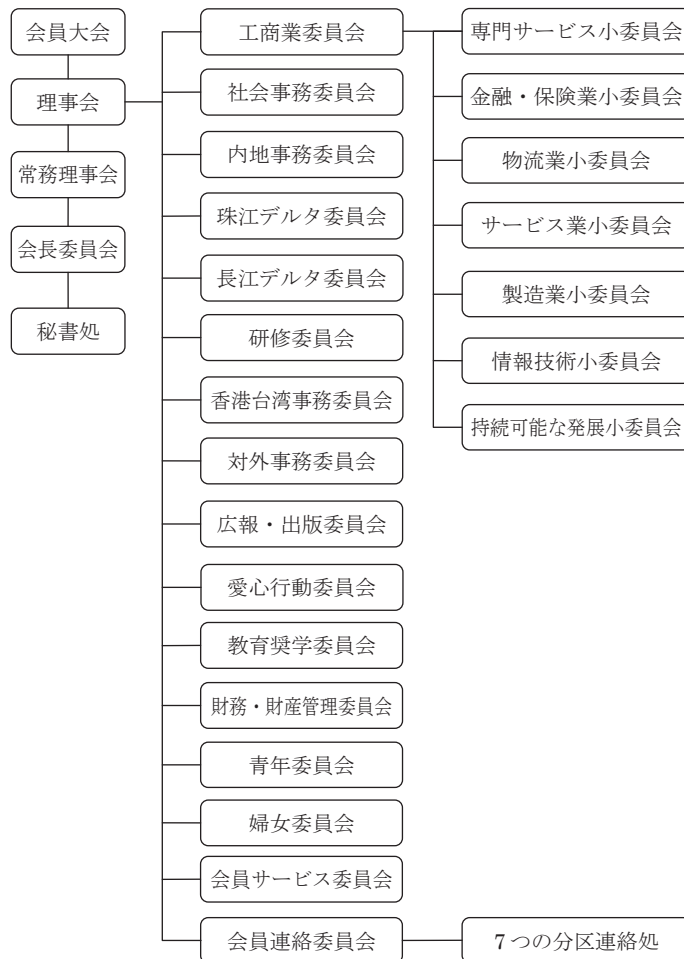 会員大会
理事会
常務理事会
会長委員会
秘書処
工商業委員会
社会事務委員会
内地事務委員会
珠江デルタ委員会
長江デルタ委員会
研修委員会
香港台湾事務委員会
対外事務委員会
広報・出版委員会
愛心行動委員会
教育奨学委員会
財務・財産管理委員会
青年委員会
婦女委員会
会員サービス委員会
会員連絡委員会
専門サービス小委員会
金融・保険業小委員会
物流業小委員会
サービス業小委員会
製造業小委員会
情報技術小委員会
持続可能な発展小委員会
7つの分区連絡処